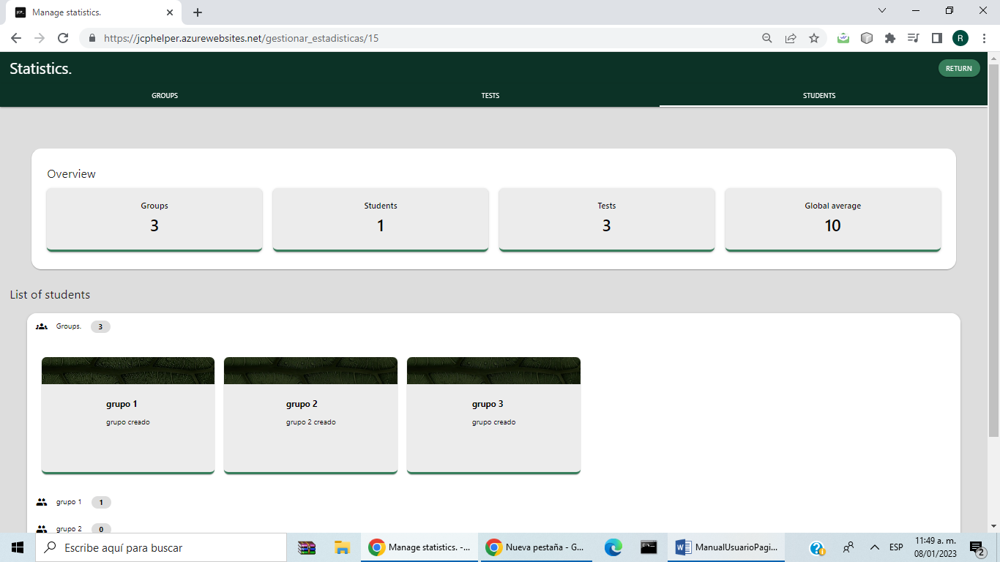 JCP_
Manage statistics.
https://jcphelper.azurewebsites.net/gestionar_estadisticas/15
R
Statistics.
RETURN
GROUPS TESTS STUDENTS
Overview
Groups Students Tests Global average
3 1 3 10
List of students
Groups. 3
grupo 1 grupo 2 grupo 3
grupo creado grupo 2 creado grupo creado
grupo 1 1
grupo 2 0
Escribe aquí para buscar
Manage statistics. -...
Nueva pestaña - G...
ManualUsuarioPagi...
ESP
11:49 a. m.
08/01/2023
2